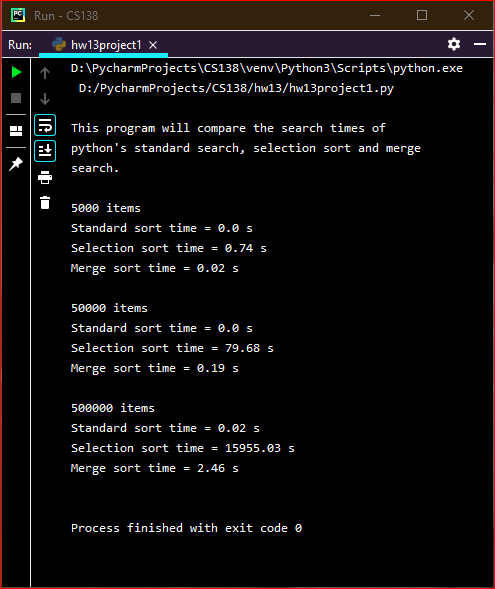 PC Run - CS138
Run: hw13project1
D:\PycharmProjects\CS138\venv\Python3\Scripts\python.exe
D:/PycharmProjects/CS138/hw13/hw13project1.py
This program will compare the search times of
python's standard search, selection sort and merge
search.
5000 items
Standard sort time = 0.0 s
Selection sort time = 0.74 s
Merge sort time = 0.02 s
50000 items
Standard sort time = 0.0 s
Selection sort time = 79.68 s
Merge sort time = 0.19 s
500000 items
Standard sort time = 0.02 s
Selection sort time = 15955.03 s
Merge sort time = 2.46 s
Process finished with exit code 0